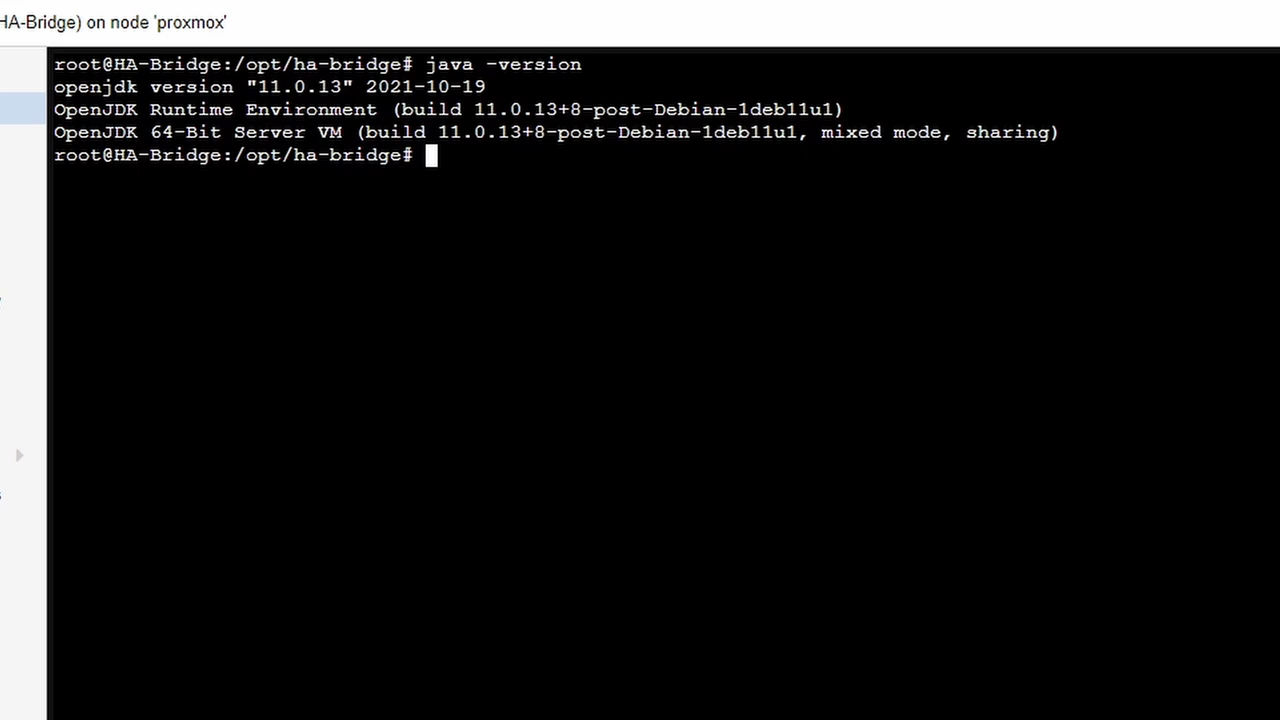 HA-Bridge) on node 'proxmox'
root@HA-Bridge:/opt/ha-bridge# java -version
openjdk version "11.0.13" 2021-10-19
OpenJDK Runtime Environment (build 11.0.13+8-post-Debian-1deb11u1)
OpenJDK 64-Bit Server VM (build 11.0.13+8-post-Debian-1deb11u1, mixed mode, sharing)
root@HA-Bridge:/opt/ha-bridge#